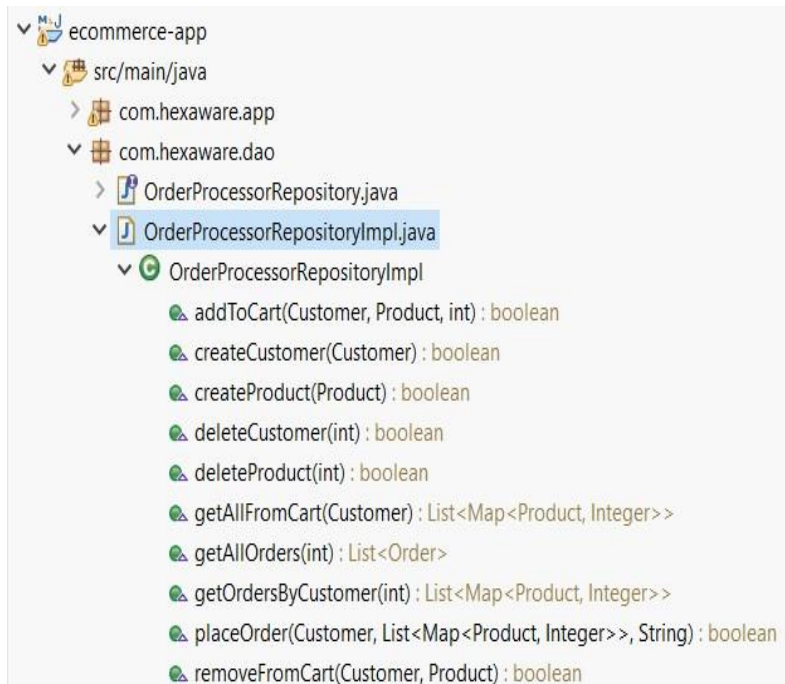 ecommerce-app
src/main/java
com.hexaware.app
com.hexaware.dao
OrderProcessorRepository.java
OrderProcessorRepositoryImpl.java
OrderProcessorRepositoryImpl
addToCart(Customer, Product, int) : boolean
createCustomer(Customer) : boolean
createProduct(Product) : boolean
deleteCustomer(int) : boolean
deleteProduct(int) : boolean
getAllFromCart(Customer) : List<Map<Product, Integer>>
getAllOrders(int) : List<Order>
getOrdersByCustomer(int) : List<Map<Product, Integer>>
placeOrder(Customer, List<Map<Product, Integer>>, String) : boolean
removeFromCart(Customer, Product) : boolean